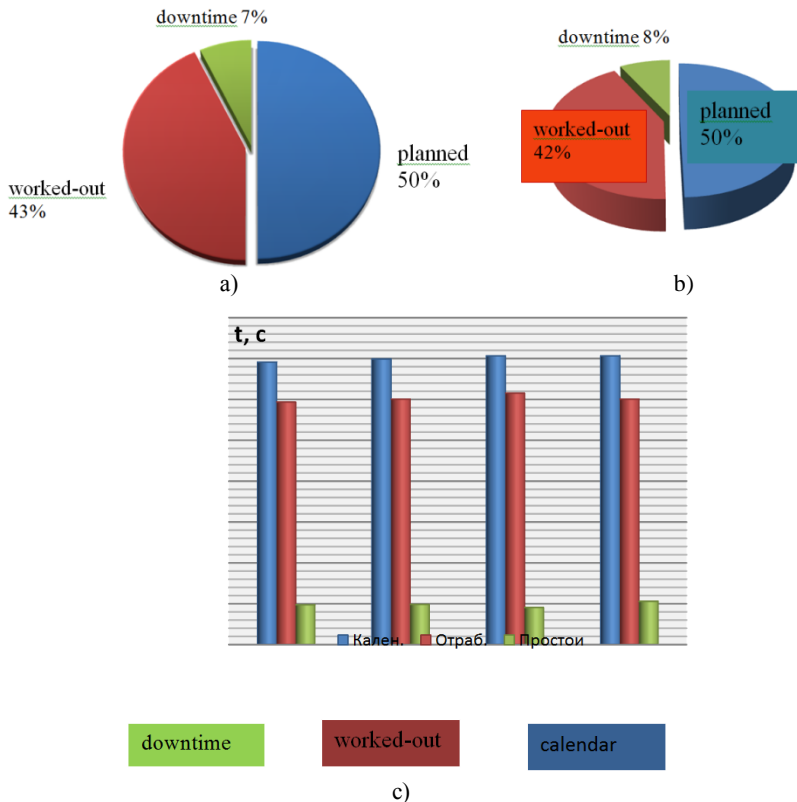 downtime 7%
planned
50%
worked-out
43%
a)
downtime 8%
planned
50%
worked-out
42%
b)
t, c
Кален. Отраб. Простои
downtime worked-out calendar
c)